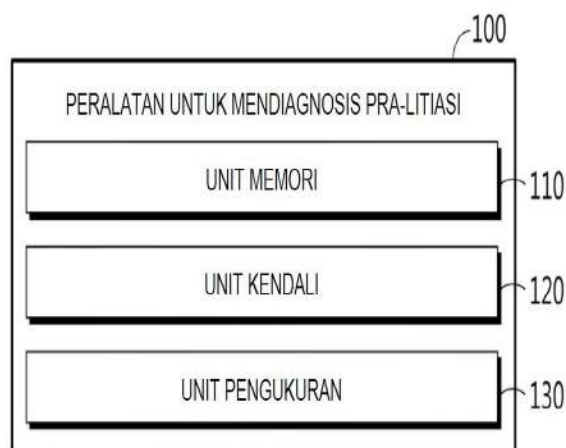 100
PERALATAN UNTUK MENDIAGNOSIS PRA-LITIASI
UNIT MEMORI
110
UNIT KENDALI
120
UNIT PENGUKURAN
130